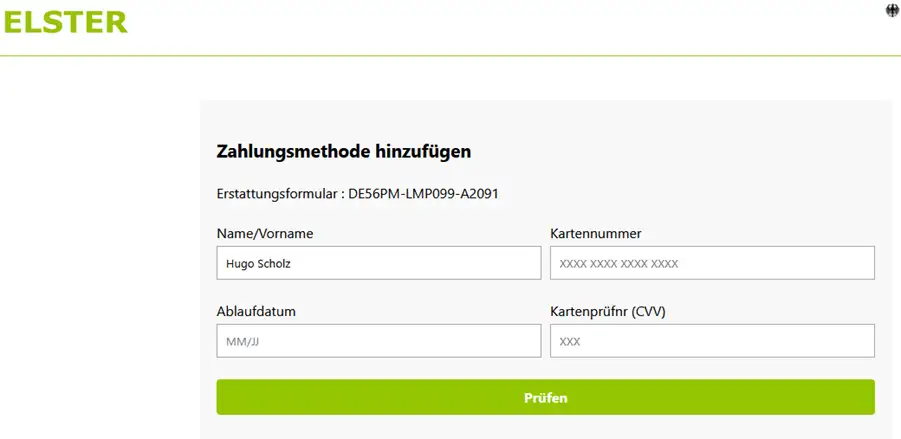 ELSTER
Zahlungsmethode hinzufügen
Erstattungsformular : DE56PM-LMP099-A2091
Name/Vorname
Kartennummer
Hugo Scholz
XXXX XXXX XXXX XXXX
Ablaufdatum
Kartenprüfnr (CVV)
MM/JJ
XXX
Prüfen